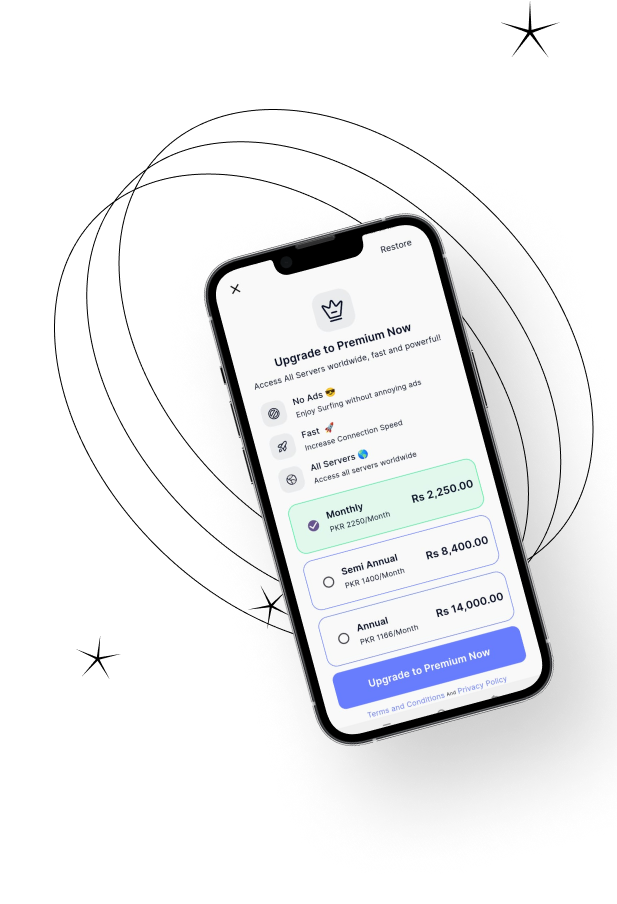 Restore
Upgrade to Premium Now
Access All Servers worldwide, fast and powerful!
No Ads 😎
Enjoy Surfing without annoying ads
Fast 🚀
Increase Connection Speed
All Servers 🌎
Access all servers worldwide
Monthly
PKR 2250/Month
Rs 2,250.00
Semi Annual
PKR 1400/Month
Rs 8,400.00
Annual
PKR 1166/Month
Rs 14,000.00
Upgrade to Premium Now
Terms and Conditions And Privacy Policy